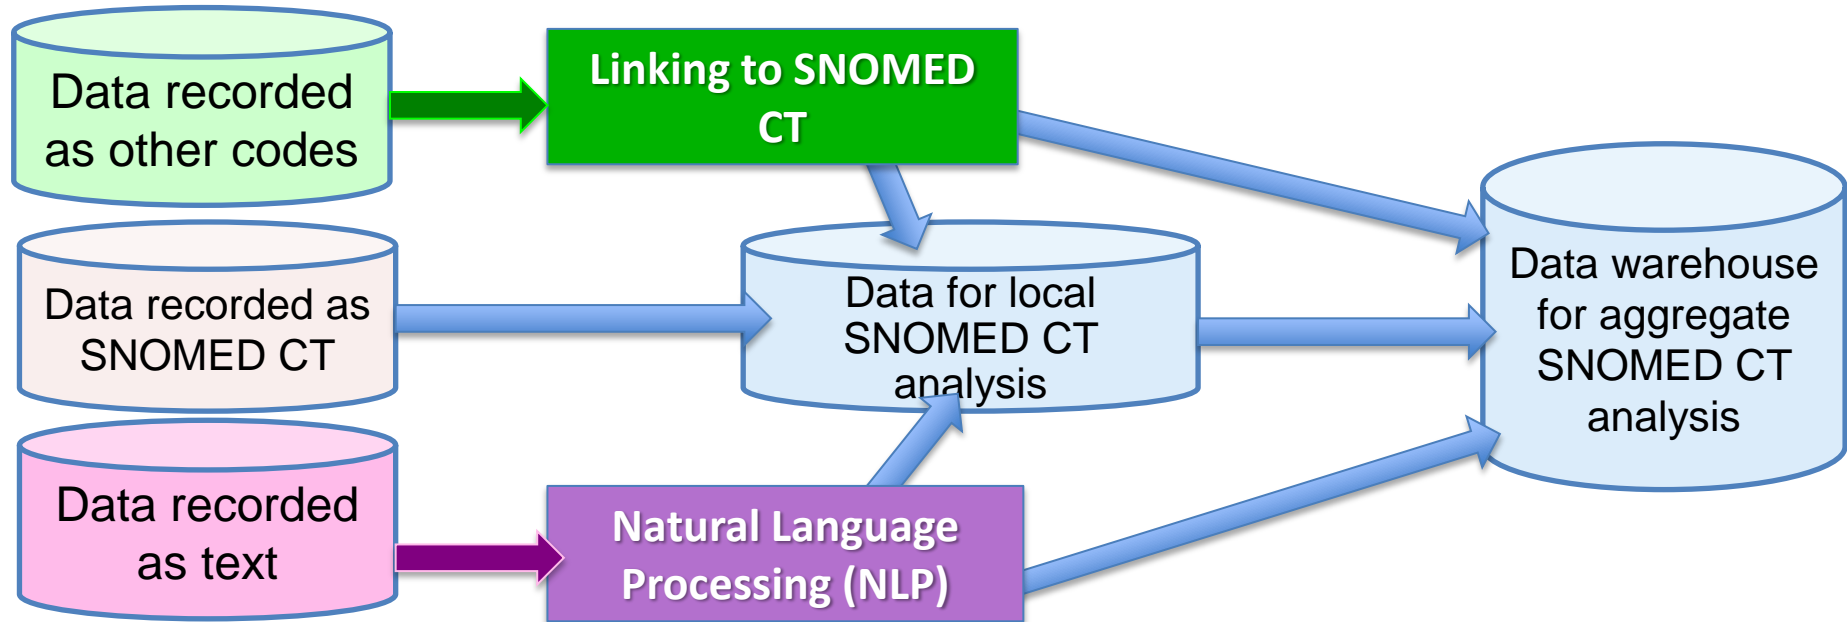 Data recorded
as other codes
Linking to SNOMED
CT
Data recorded as
SNOMED CT
Data for local
SNOMED CT
analysis
Data warehouse
for aggregate
SNOMED CT
analysis
Data recorded
as text
Natural Language
Processing (NLP)